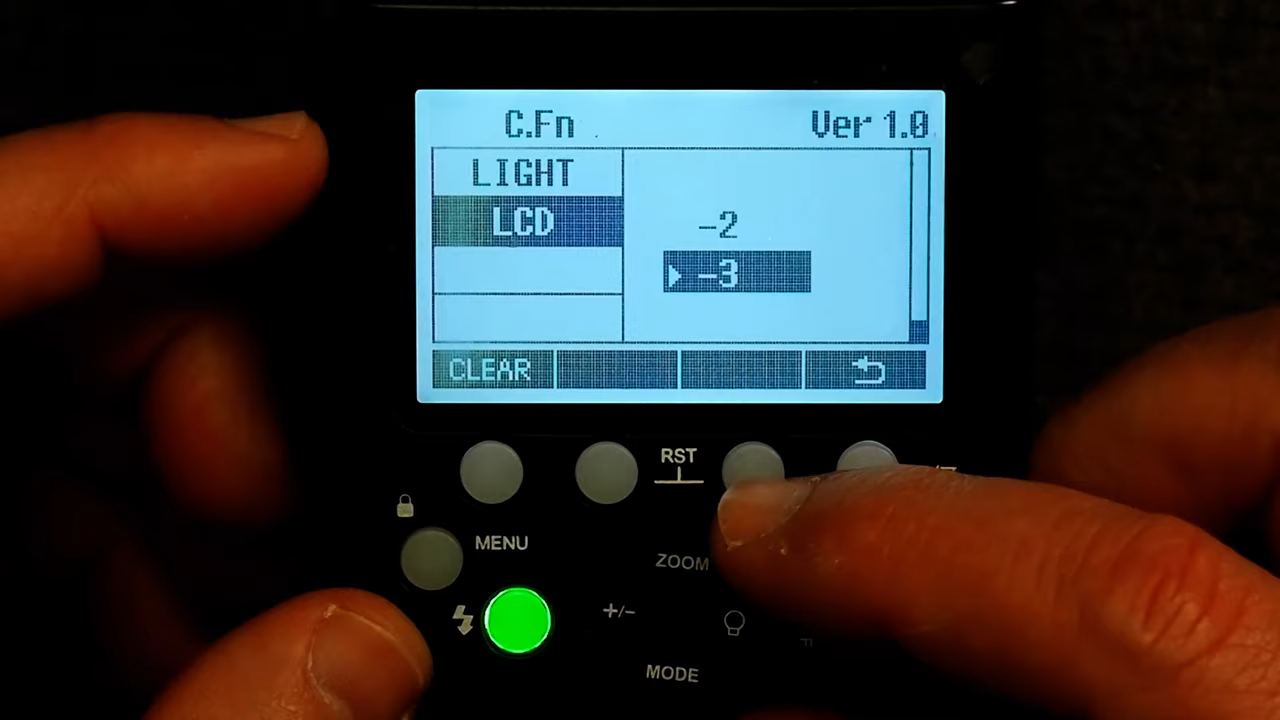 C.Fn Ver 1.0
LIGHT
LCD
-2
-3
CLEAR
RST
MENU
ZOOM
+/-
MODE